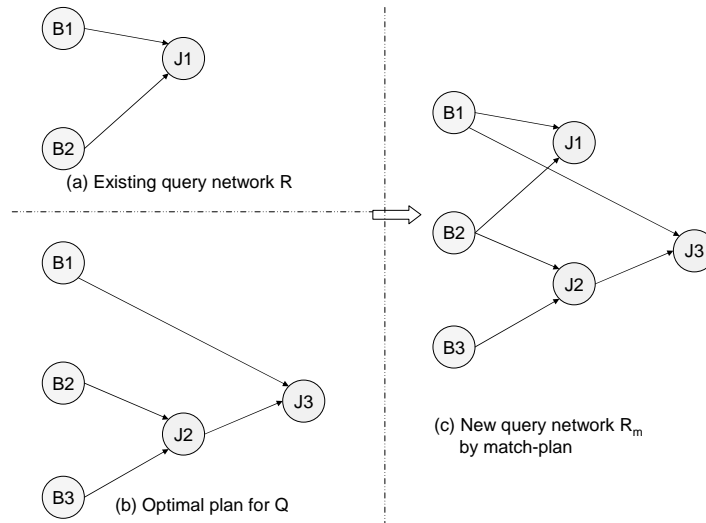 B1
J1
B2
(a) Existing query network R
B1
B2
J2
J3
B3
(b) Optimal plan for Q
B1
J1
B2
J3
J2
B3
(c) New query network Rm
by match-plan